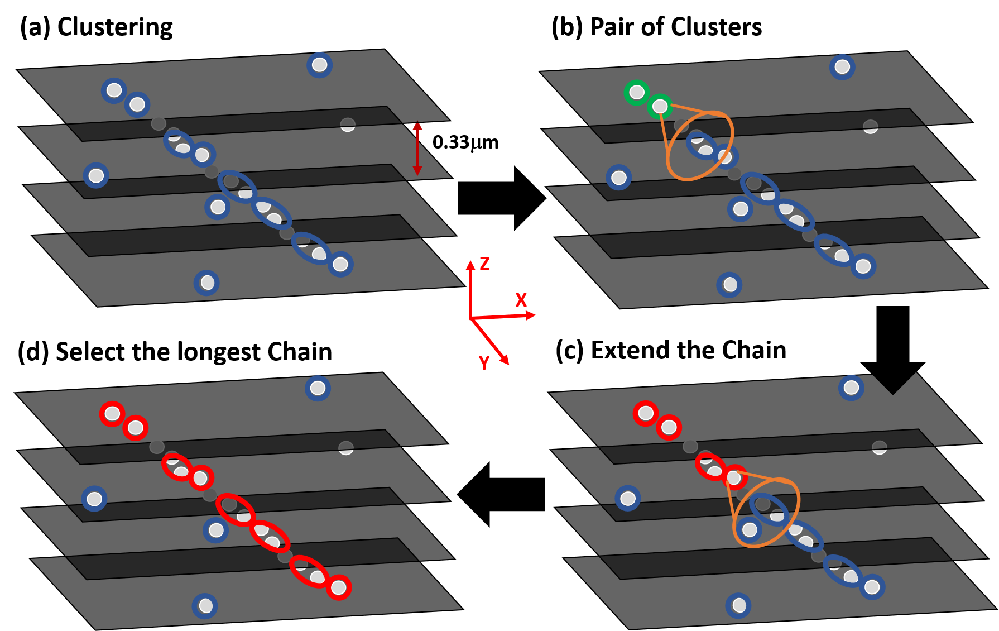 (a) Clustering
(b) Pair of Clusters
0.33μm
Z
X
Y
(d) Select the longest Chain
(c) Extend the Chain